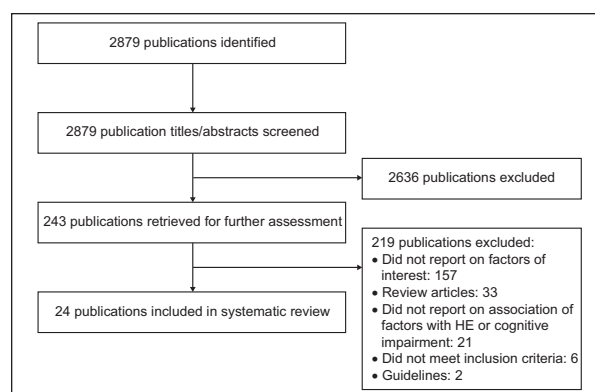 2879 publications identified
2879 publication titles/abstracts screened
2636 publications excluded
243 publications retrieved for further assessment
219 publications excluded:
• Did not report on factors of
interest: 157
• Review articles: 33
• Did not report on association of
factors with HE or cognitive
impairment: 21
• Did not meet inclusion criteria: 6
• Guidelines: 2
24 publications included in systematic review